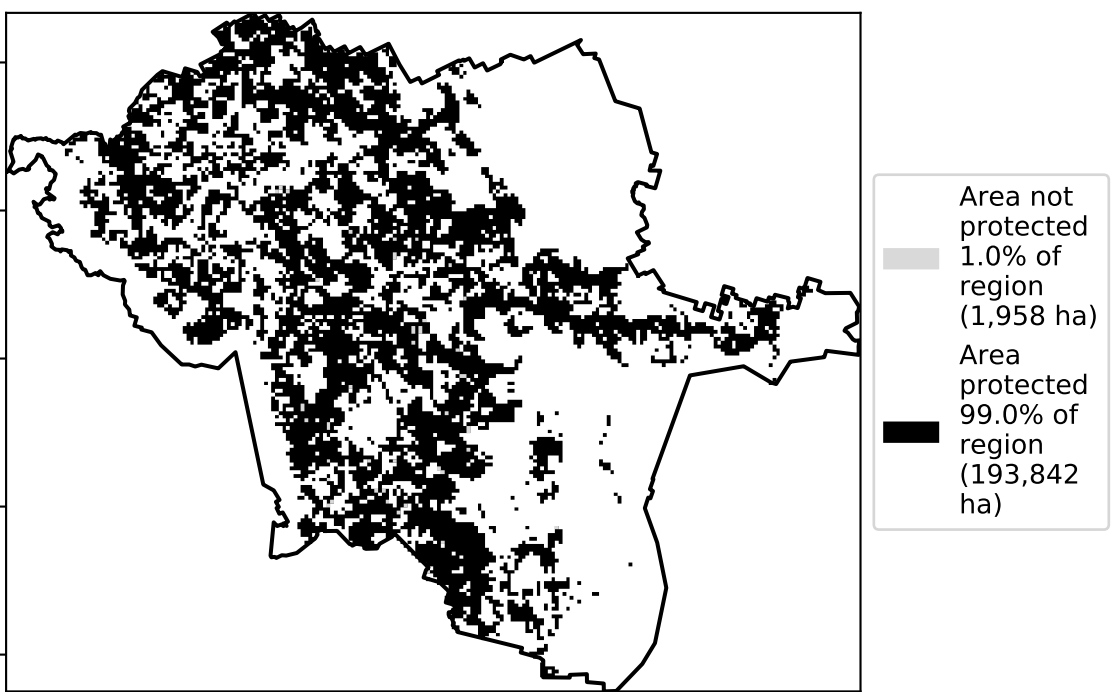 Area not
protected
1.0% of
region
(1,958 ha)
Area
protected
99.0% of
region
(193,842
ha)